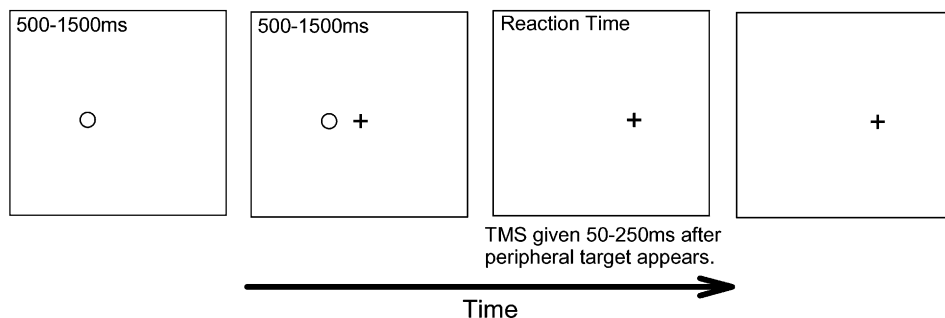 500-1500ms
500-1500ms
Reaction Time
TMS given 50-250ms after
peripheral target appears.
Time